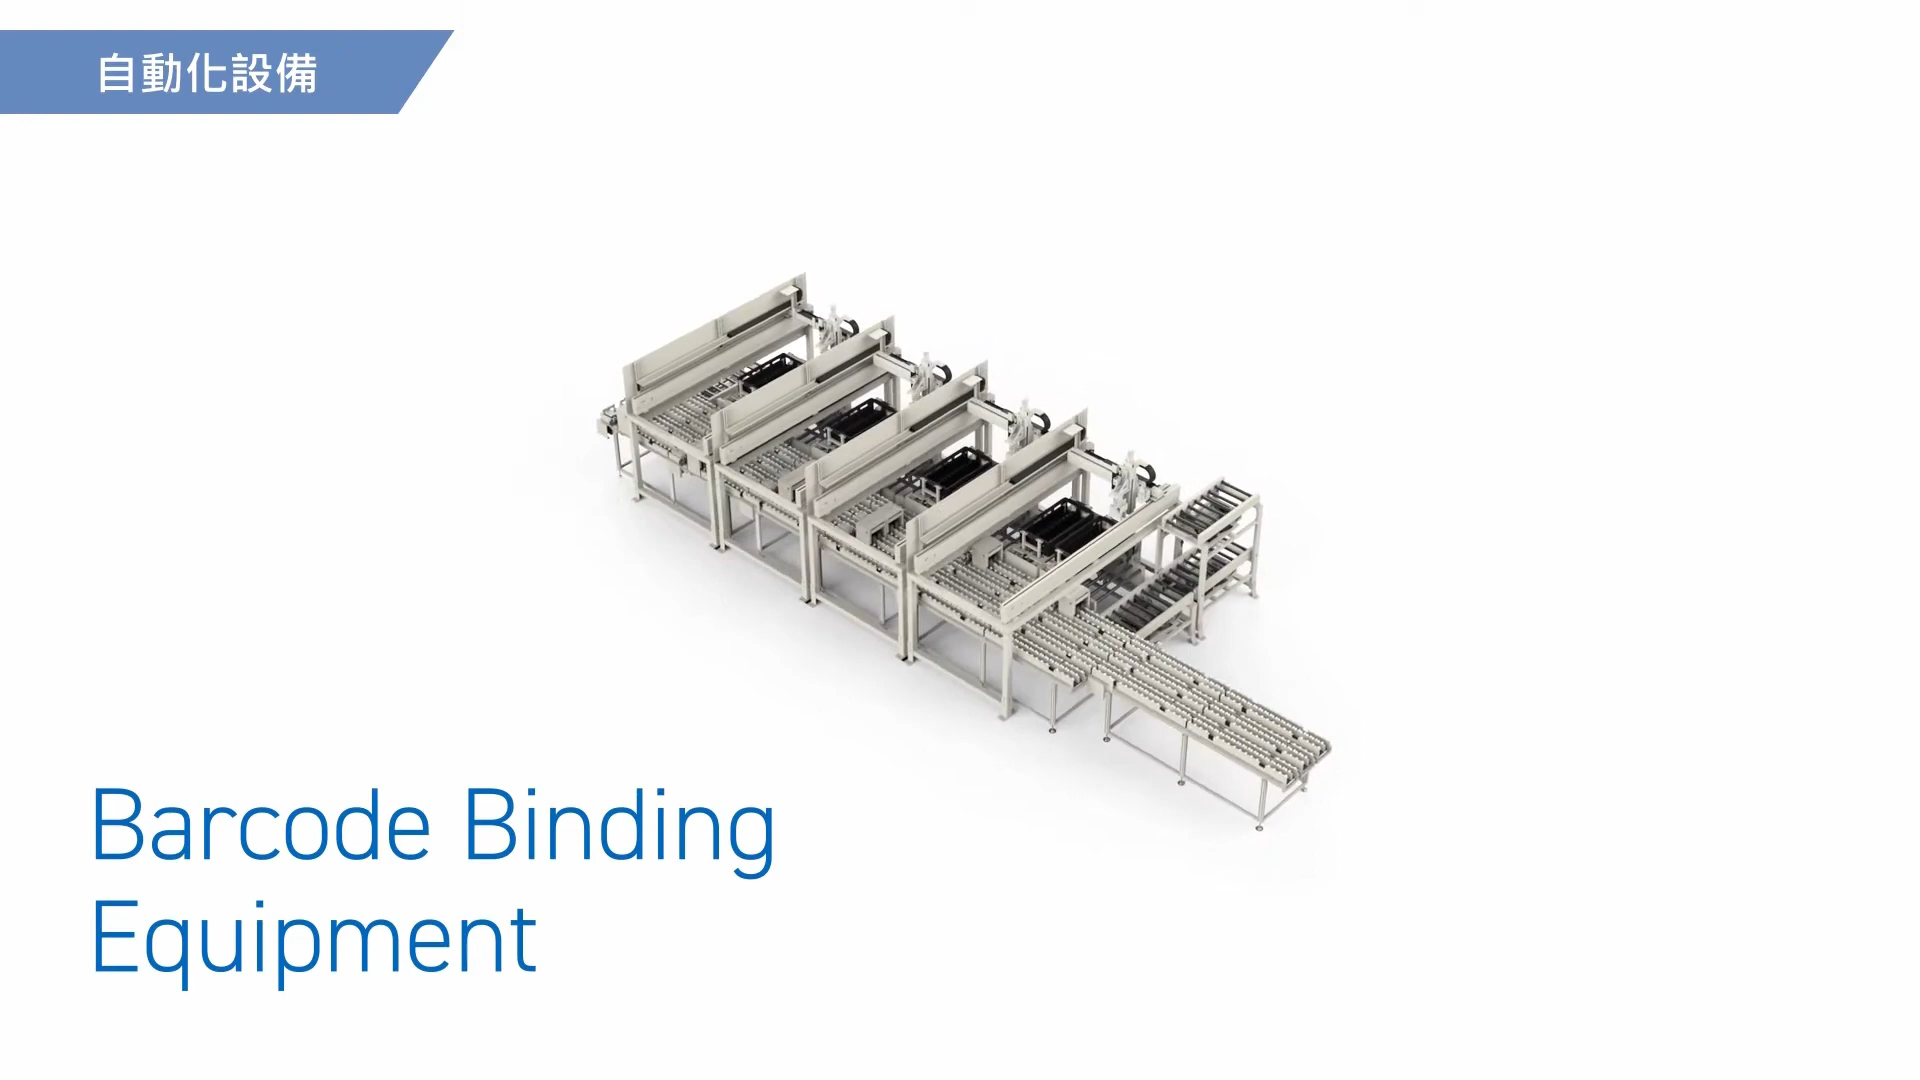 自動化設備
Barcode Binding
Equipment